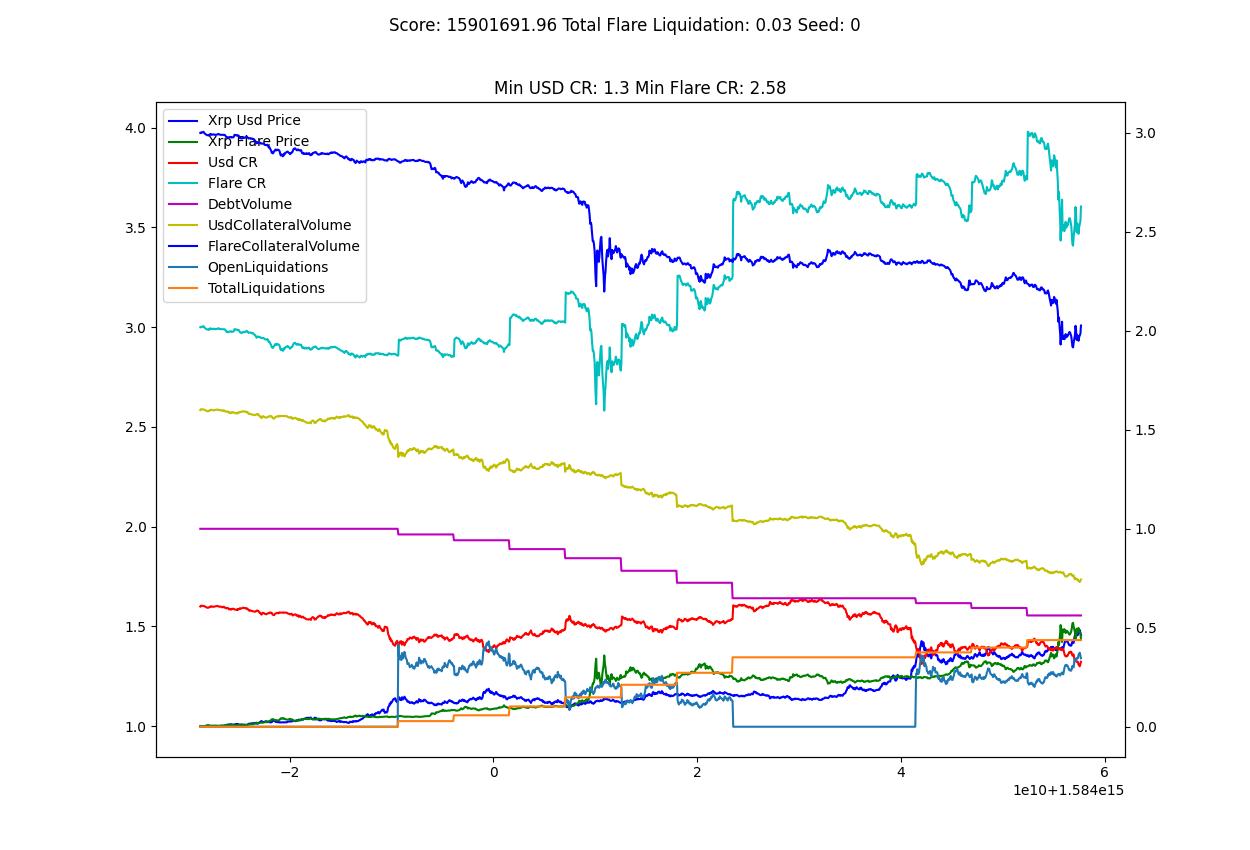 Score: 15901691.96 Total Flare Liquidation: 0.03 Seed: 0
Min USD CR: 1.3 Min Flare CR: 2.58
Xrp Usd Price
Xrp Flare Price
Usd CR
Flare CR
DebtVolume
UsdCollateralVolume
FlareCollateralVolume
OpenLiquidations
TotalLiquidations
4.0
3.5
3.0
2.5
2.0
1.5
1.0
3.0
2.5
2.0
1.5
1.0
0.5
0.0
−2 0 2 4 6
1e10+1.584e15